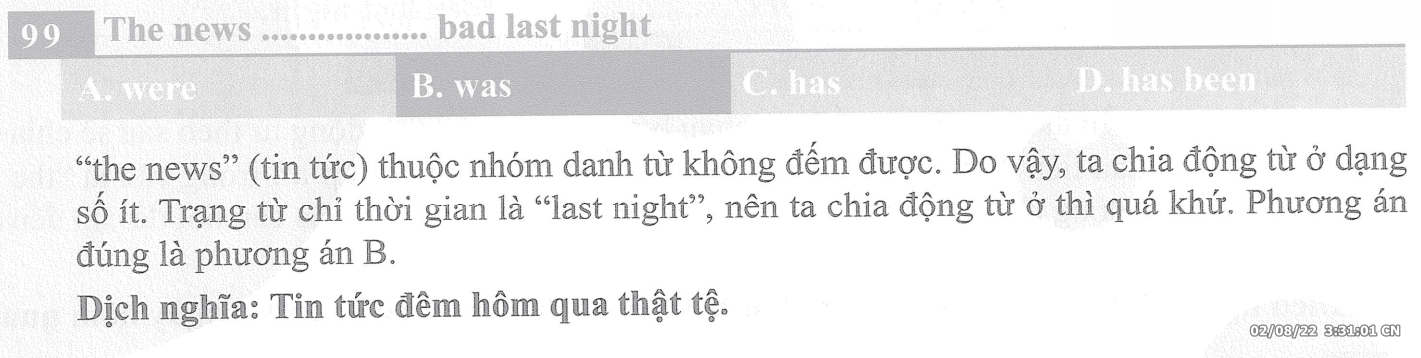 99 The news .................. bad last night
A. were B. was C. has D. has been
“the news” (tin tức) thuộc nhóm danh từ không đếm được. Do vậy, ta chia động từ ở dạng
số ít. Trạng từ chỉ thời gian là “last night”, nên ta chia động từ ở thì quá khứ. Phương án
đúng là phương án B.
Dịch nghĩa: Tin tức đêm hôm qua thật tệ.
02/08/22 3:31:01 CN